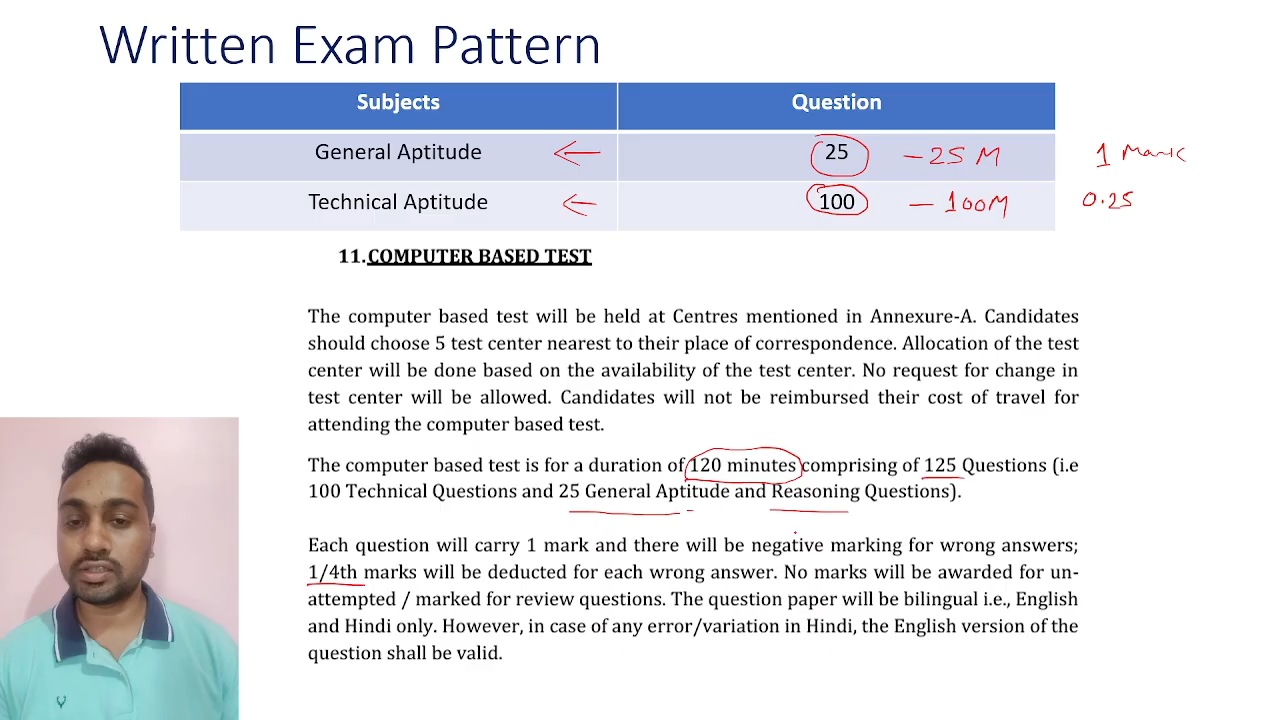 Written Exam Pattern
Subjects Question
General Aptitude 25 - 25 M 1 Mark
Technical Aptitude 100 - 100M 0.25
11.COMPUTER BASED TEST
The computer based test will be held at Centres mentioned in Annexure-A. Candidates
should choose 5 test center nearest to their place of correspondence. Allocation of the test
center will be done based on the availability of the test center. No request for change in
test center will be allowed. Candidates will not be reimbursed their cost of travel for
attending the computer based test.
The computer based test is for a duration of 120 minutes comprising of 125 Questions (i.e
100 Technical Questions and 25 General Aptitude and Reasoning Questions).
Each question will carry 1 mark and there will be negative marking for wrong answers;
1/4th marks will be deducted for each wrong answer. No marks will be awarded for un-
attempted / marked for review questions. The question paper will be bilingual i.e., English
and Hindi only. However, in case of any error/variation in Hindi, the English version of the
question shall be valid.